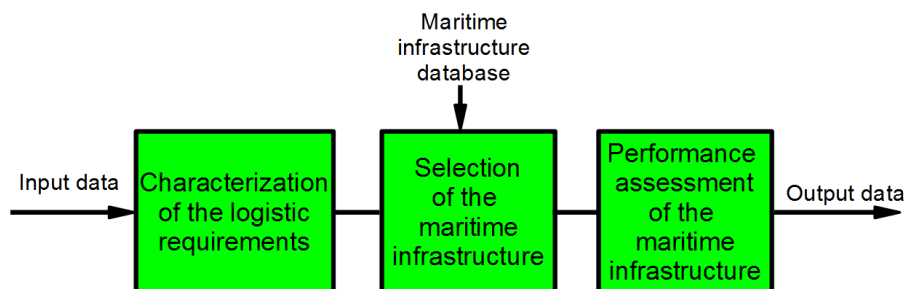 Maritime
infrastructure
database
Input data
Characterization
of the logistic
requirements
Selection
of the
maritime
infrastructure
Performance
assessment
of the
maritime
infrastructure
Output data